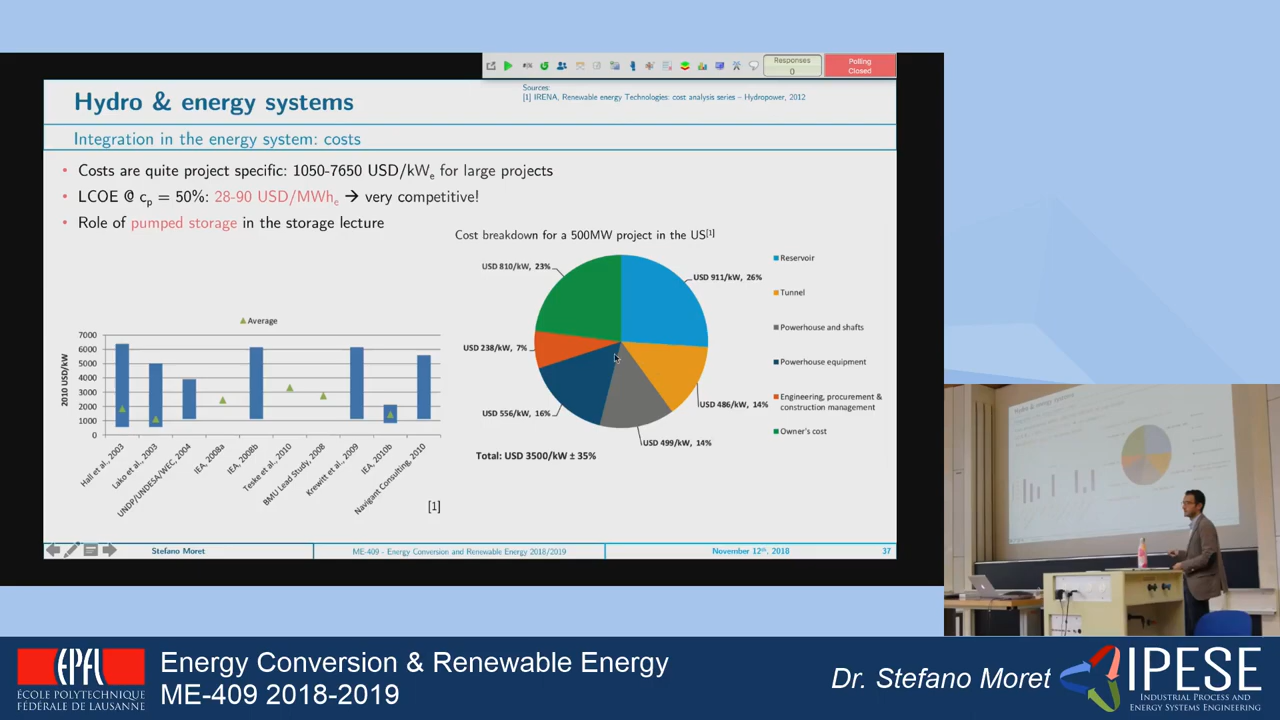 Responses
0
Polling
Closed
Hydro & energy systems
Sources:
[1] IRENA, Renewable energy Technologies: cost analysis series – Hydropower, 2012
Integration in the energy system: costs
• Costs are quite project specific: 1050-7650 USD/kWe for large projects
• LCOE @ cp = 50%: 28-90 USD/MWhe → very competitive!
• Role of pumped storage in the storage lecture
Cost breakdown for a 500MW project in the US[1]
USD 810/kW, 23%
USD 911/kW, 26%
USD 238/kW, 7%
USD 486/kW, 14%
USD 556/kW, 16%
USD 499/kW, 14%
Total: USD 3500/kW ± 35%
Reservoir
Tunnel
Powerhouse and shafts
Powerhouse equipment
Engineering, procurement &
construction management
Owner's cost
Average
2010 USD/kW
7000
6000
5000
4000
3000
2000
1000
0
Hall et al., 2003
Lako et al., 2003
UNDP/UNDESA/WEC, 2004
IEA, 2008a
IEA, 2008b
Teske et al., 2010
BMU Lead Study, 2008
Krewitt et al., 2009
IEA, 2010b
Navigant Consulting, 2010
[1]
Stefano Moret
ME-409 - Energy Conversion and Renewable Energy 2018/2019
November 12th, 2018
37
EPFL
ÉCOLE POLYTECHNIQUE
FÉDÉRALE DE LAUSANNE
Energy Conversion & Renewable Energy
ME-409 2018-2019
Dr. Stefano Moret
IPESE
INDUSTRIAL PROCESS AND
ENERGY SYSTEMS ENGINEERING